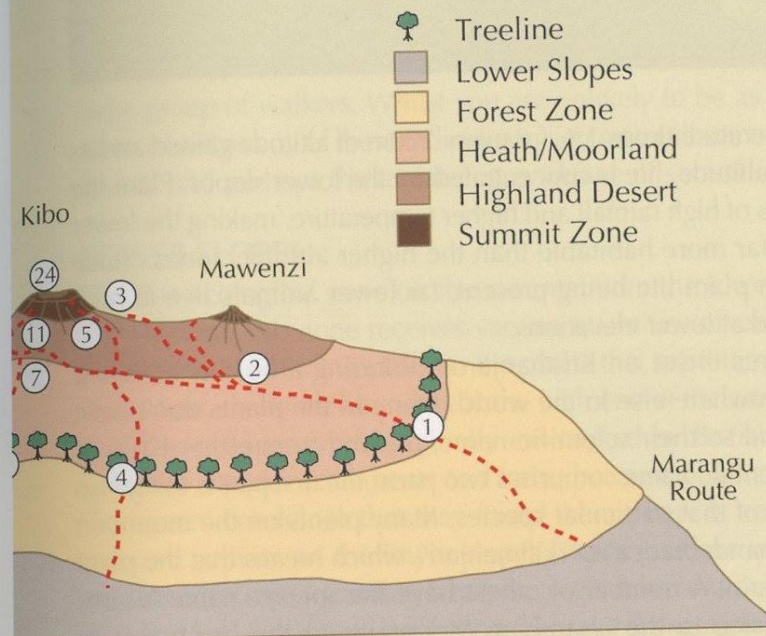 Treeline
Lower Slopes
Forest Zone
Heath/Moorland
Highland Desert
Summit Zone
Kibo
Mawenzi
24
3
11
5
2
7
1
4
Marangu
Route